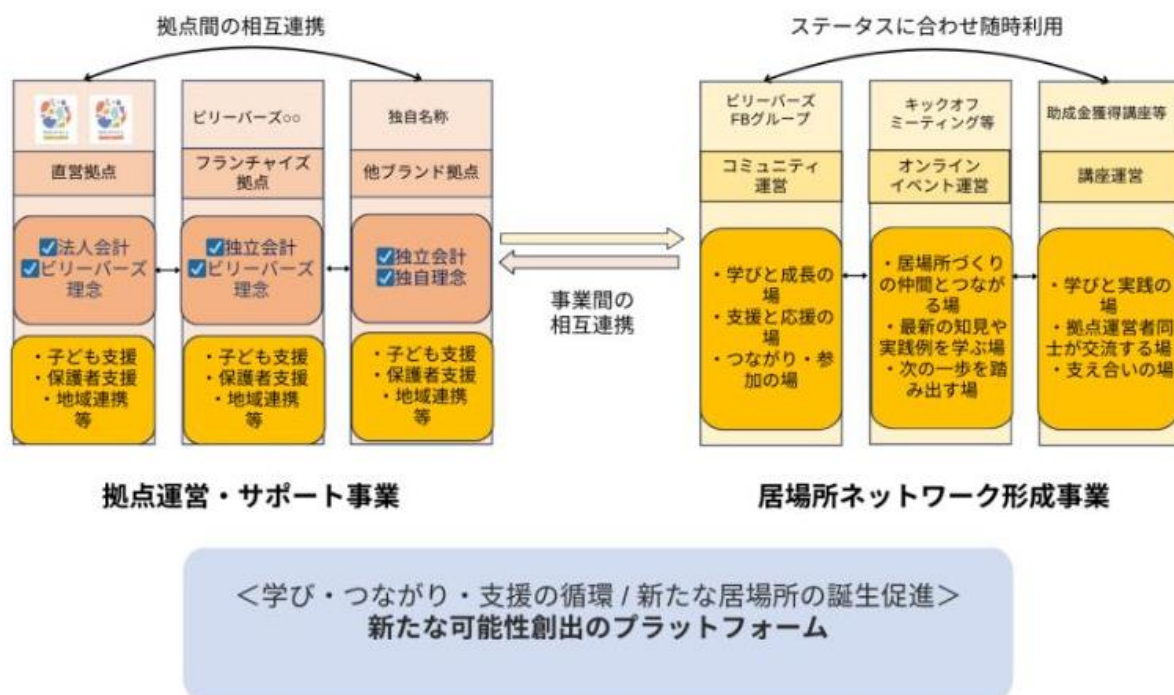 拠点間の相互連携
ステータスに合わせ随時利用
ビリーバーズ○○
独自名称
直営拠点
フランチャイズ
拠点
他ブランド拠点
☑法人会計
☑ビリーバーズ
理念
☑独立会計
☑ビリーバーズ
理念
☑独立会計
☑独自理念
・子ども支援
・保護者支援
・地域連携
等
・子ども支援
・保護者支援
・地域連携
等
・子ども支援
・保護者支援
・地域連携
等
拠点運営・サポート事業
事業間の
相互連携
ビリーバーズ
FBグループ
キックオフ
ミーティング等
助成金獲得講座等
コミュニティ
運営
オンライン
イベント運営
講座運営
・学びと成長の
場
・支援と応援の
場
・つながり・参
加の場
・居場所づくり
の仲間とつなが
る場
・最新の知見や
実践例を学ぶ場
・次の一歩を踏
み出す場
・学びと実践の
場
・拠点運営者同
士が交流する場
・支え合いの場
居場所ネットワーク形成事業
＜学び・つながり・支援の循環 / 新たな居場所の誕生促進＞
新たな可能性創出のプラットフォーム